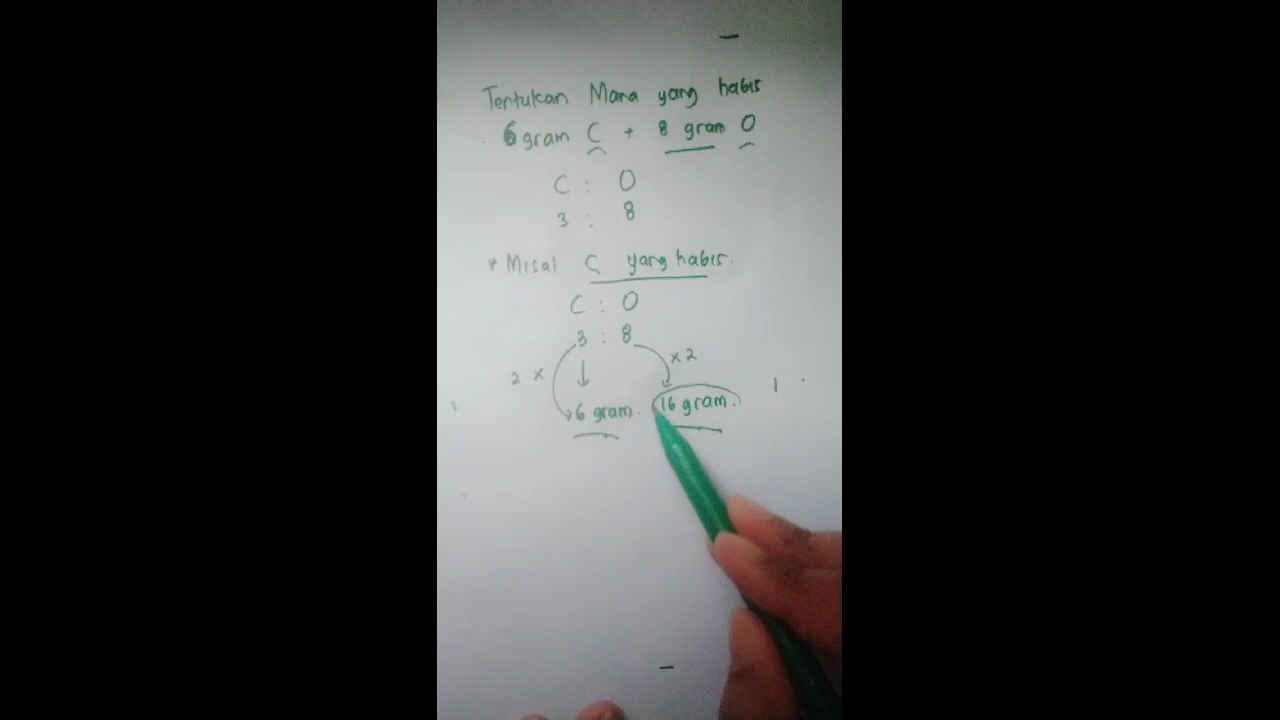 Tentukan Mana yang habis
6 gram C + 8 gram O
C : O
3 : 8
* Misal C yang habis.
C : O
3 : 8
2 x x 2
6 gram. 16 gram.